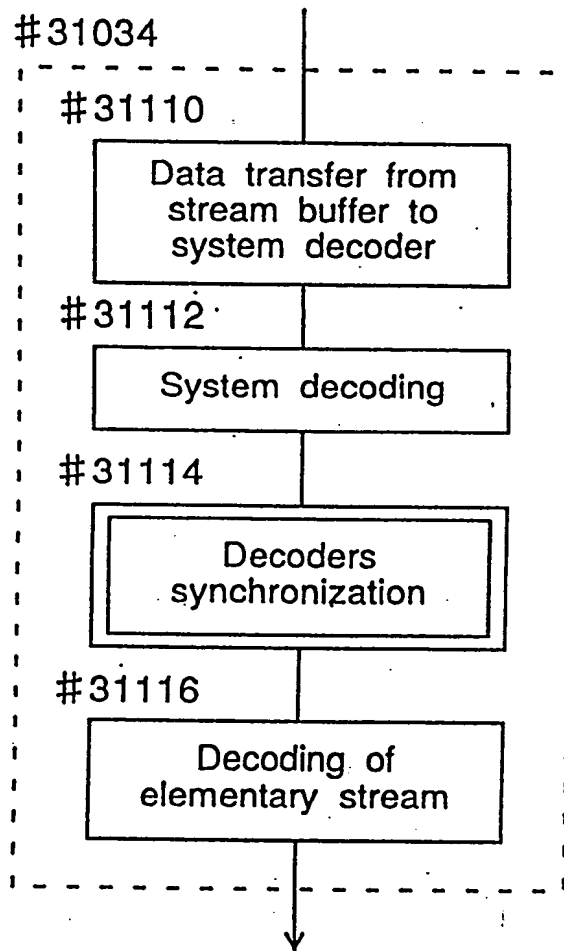 #31034
#31110
Data transfer from
stream buffer to
system decoder
#31112
System decoding
#31114
Decoders
synchronization
#31116
Decoding of
elementary stream